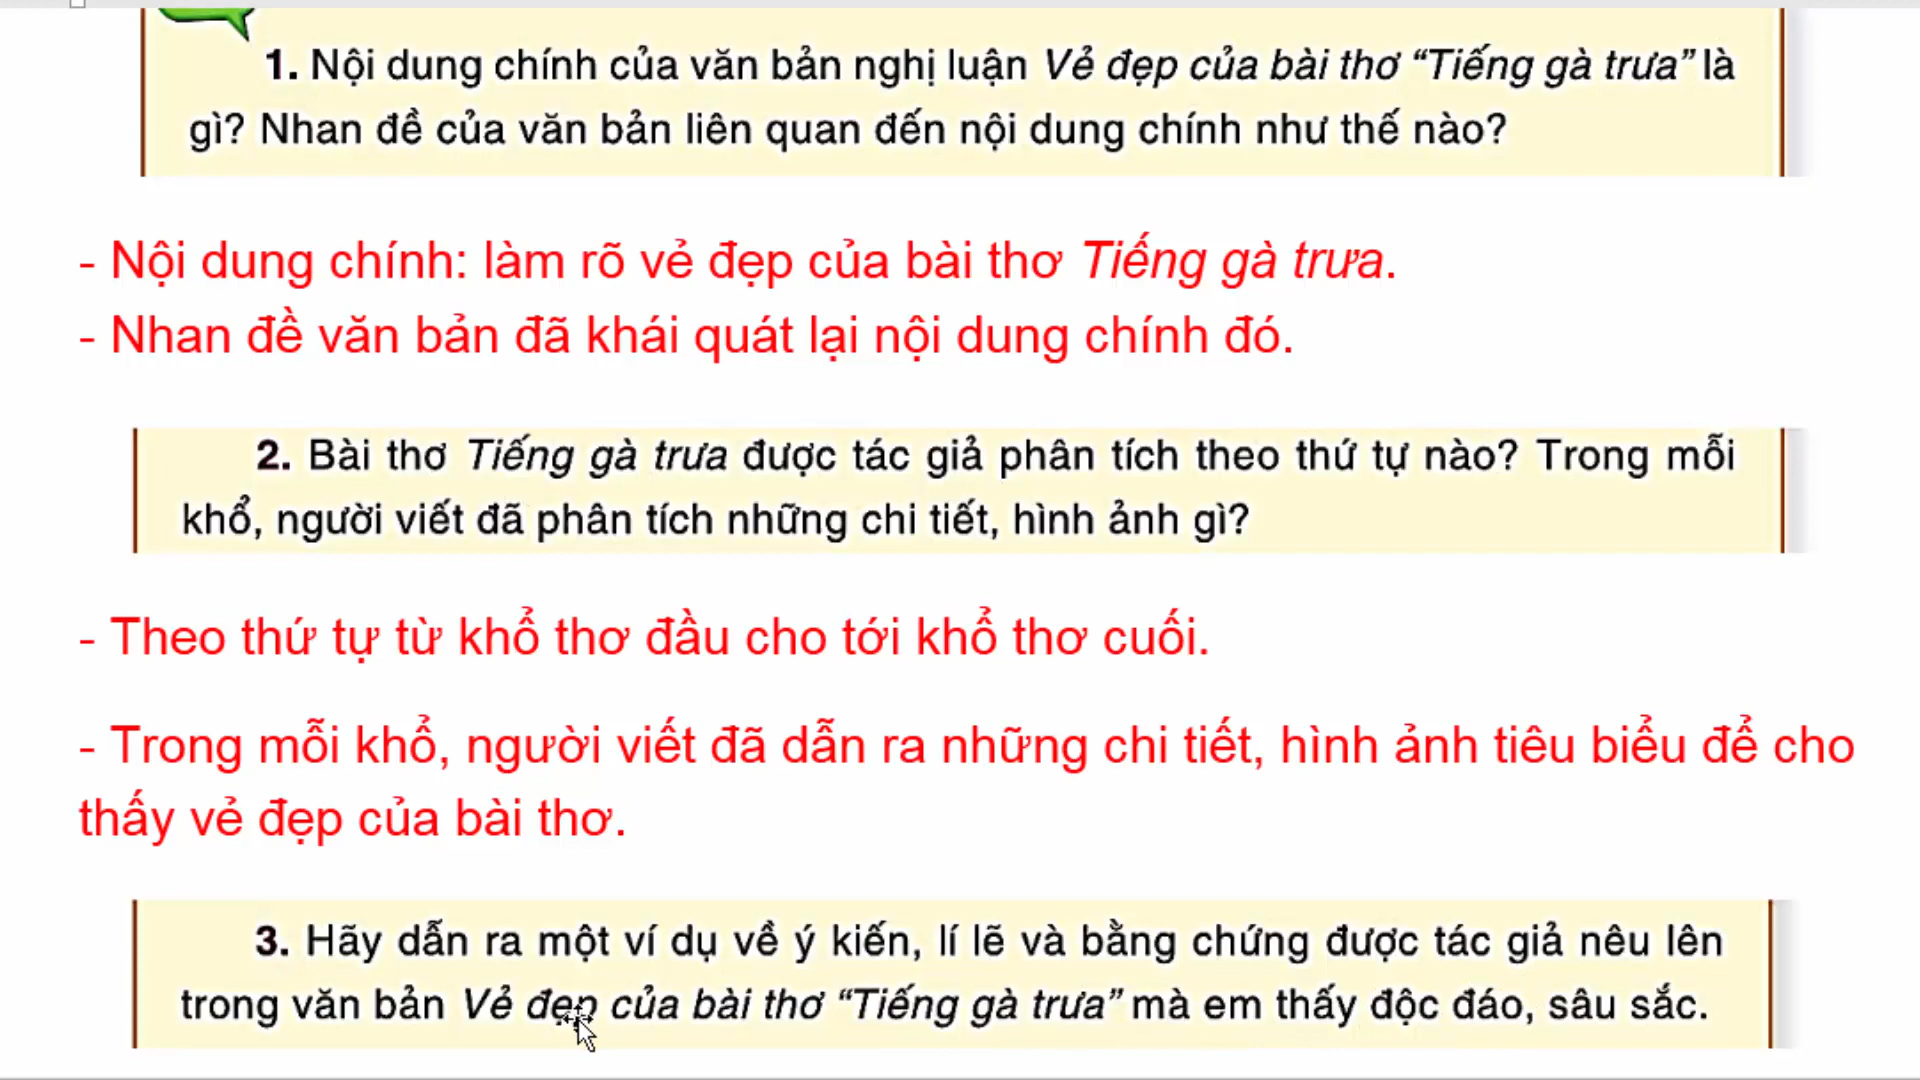 1. Nội dung chính của văn bản nghị luận Vẻ đẹp của bài thơ “Tiếng gà trưa” là
gì? Nhan đề của văn bản liên quan đến nội dung chính như thế nào?
- Nội dung chính: làm rõ vẻ đẹp của bài thơ Tiếng gà trưa.
- Nhan đề văn bản đã khái quát lại nội dung chính đó.
2. Bài thơ Tiếng gà trưa được tác giả phân tích theo thứ tự nào? Trong mỗi
khổ, người viết đã phân tích những chi tiết, hình ảnh gì?
- Theo thứ tự từ khổ thơ đầu cho tới khổ thơ cuối.
- Trong mỗi khổ, người viết đã dẫn ra những chi tiết, hình ảnh tiêu biểu để cho
thấy vẻ đẹp của bài thơ.
3. Hãy dẫn ra một ví dụ về ý kiến, lí lẽ và bằng chứng được tác giả nêu lên
trong văn bản Vẻ đẹp của bài thơ “Tiếng gà trưa” mà em thấy độc đáo, sâu sắc.